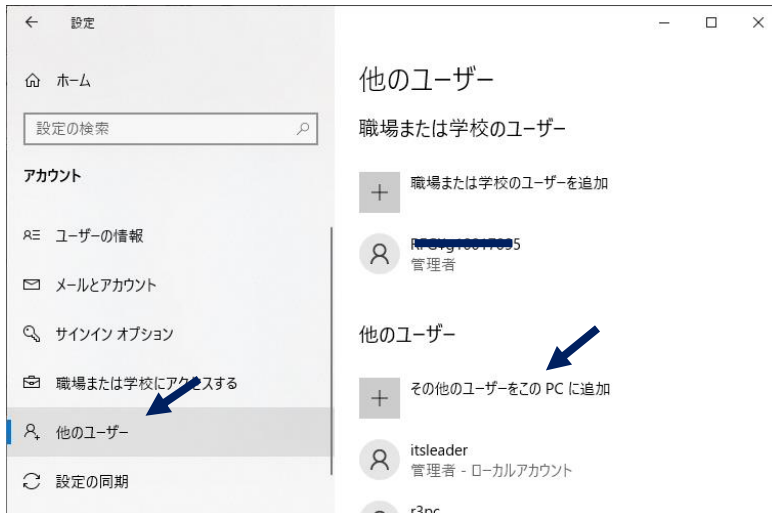 設定
ホーム
設定の検索
アカウント
ユーザーの情報
メールとアカウント
サインイン オプション
職場または学校にアクセスする
他のユーザー
設定の同期
他のユーザー
職場または学校のユーザー
職場または学校のユーザーを追加
管理者
他のユーザー
その他のユーザーをこの PC に追加
itsleader
管理者 - ローカルアカウント
r3pc